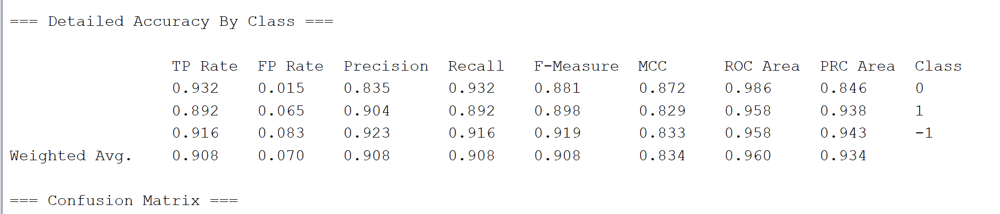 === Detailed Accuracy By Class ===
TP Rate  FP Rate  Precision  Recall   F-Measure  MCC      ROC Area  PRC Area  Class
0.932    0.015    0.835      0.932    0.881      0.872    0.986     0.846     0
0.892    0.065    0.904      0.892    0.898      0.829    0.958     0.938     1
0.916    0.083    0.923      0.916    0.919      0.833    0.958     0.943     -1
Weighted Avg.    0.908    0.070    0.908      0.908    0.908      0.834    0.960     0.934
=== Confusion Matrix ===